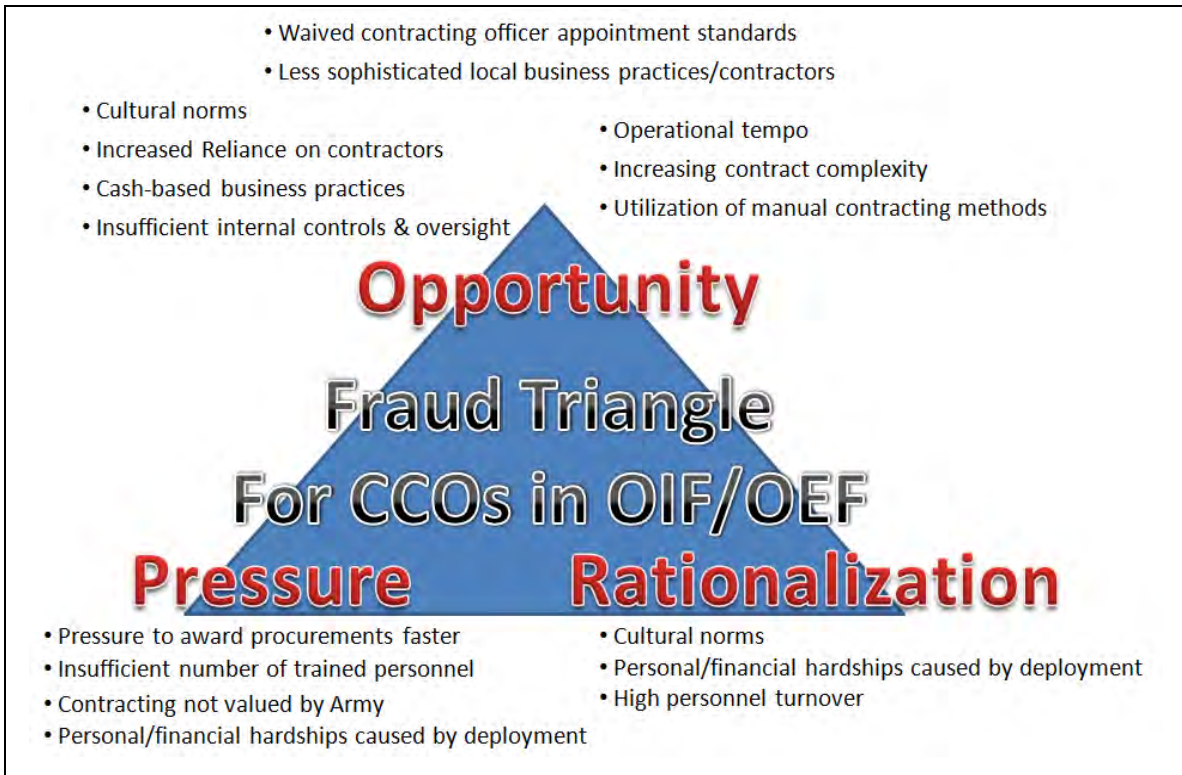 • Waived contracting officer appointment standards
• Less sophisticated local business practices/contractors
• Cultural norms
• Increased Reliance on contractors
• Cash-based business practices
• Insufficient internal controls & oversight
• Operational tempo
• Increasing contract complexity
• Utilization of manual contracting methods
Opportunity
Fraud Triangle
For CCOs in OIF/OEF
Pressure
Rationalization
• Pressure to award procurements faster
• Insufficient number of trained personnel
• Contracting not valued by Army
• Personal/financial hardships caused by deployment
• Cultural norms
• Personal/financial hardships caused by deployment
• High personnel turnover